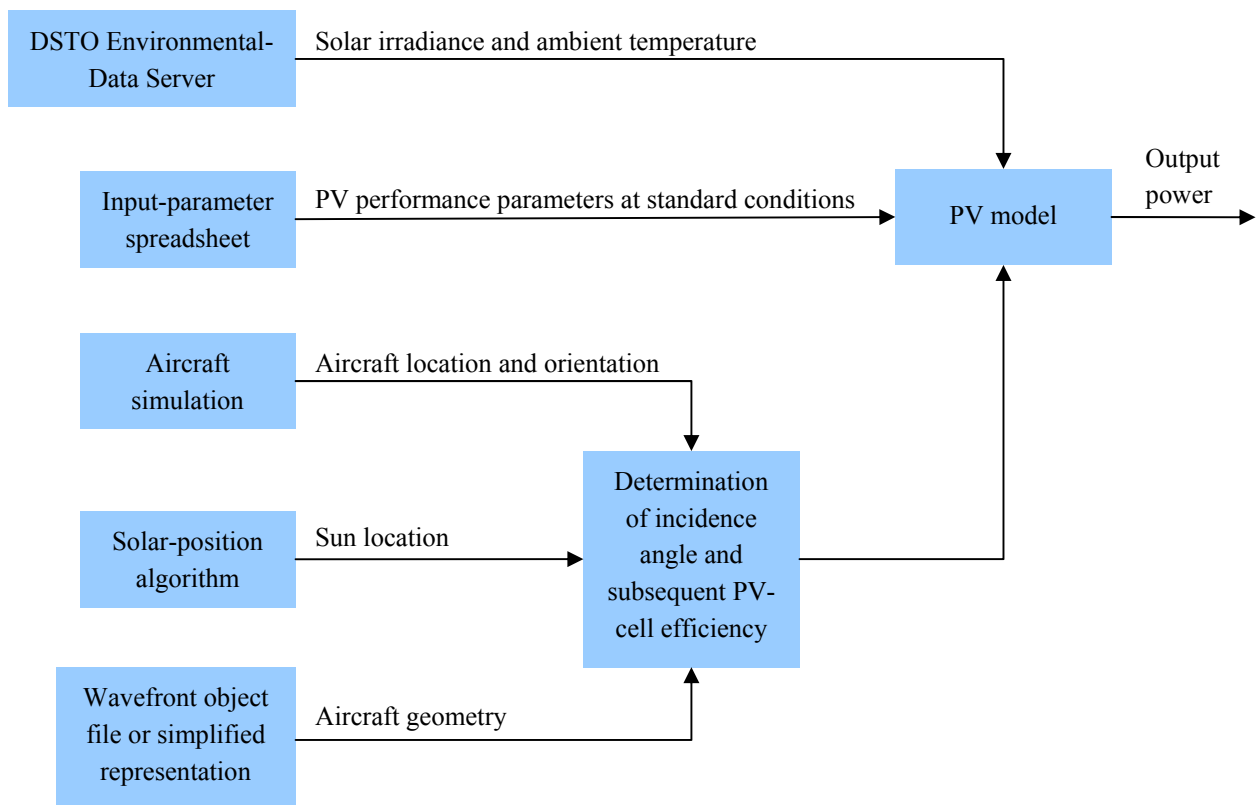 DSTO Environmental-
Data Server
Solar irradiance and ambient temperature
Input-parameter
spreadsheet
PV performance parameters at standard conditions
PV model
Output
power
Aircraft
simulation
Aircraft location and orientation
Solar-position
algorithm
Sun location
Determination
of incidence
angle and
subsequent PV-
cell efficiency
Wavefront object
file or simplified
representation
Aircraft geometry